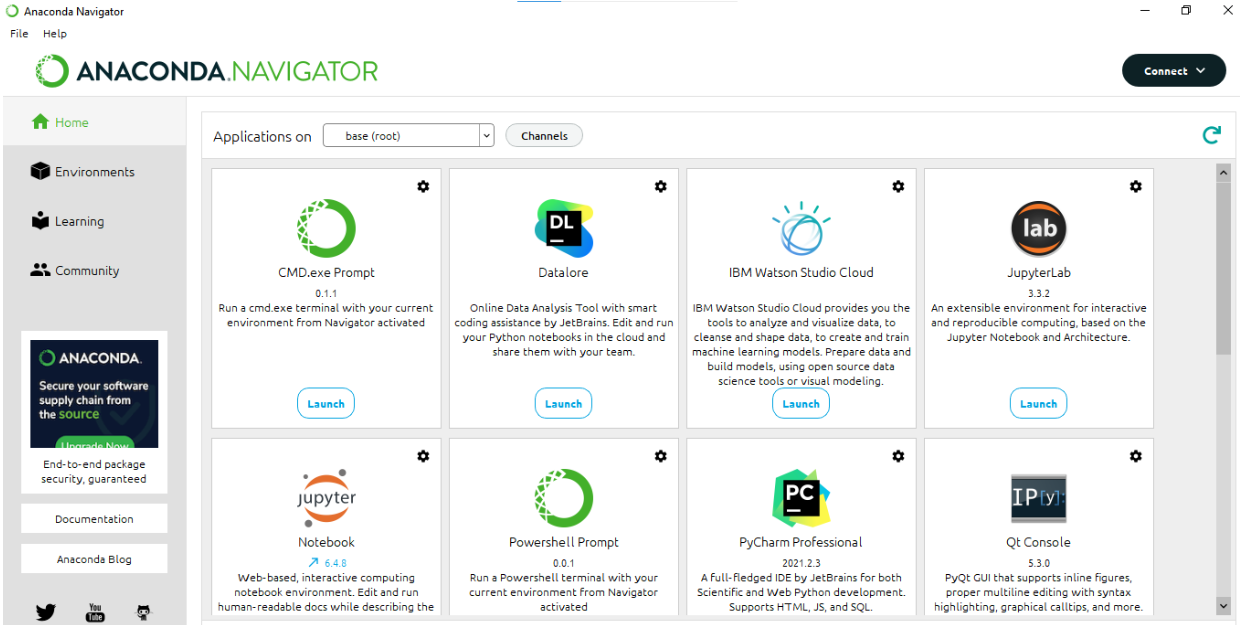 Anaconda Navigator
File Help
ANACONDA.NAVIGATOR
Connect
Home
Environments
Learning
Community
ANACONDA.
Secure your software
supply chain from
the source
Upgrade Now
End-to-end package
security, guaranteed
Documentation
Anaconda Blog
You
Tube
Applications on base (root) Channels
CMD.exe Prompt
0.1.1
Run a cmd.exe terminal with your current
environment from Navigator activated
Launch
DL
Datalore
Online Data Analysis Tool with smart
coding assistance by JetBrains. Edit and run
your Python notebooks in the cloud and
share them with your team.
Launch
IBM Watson Studio Cloud
IBM Watson Studio Cloud provides you the
tools to analyze and visualize data, to
cleanse and shape data, to create and train
machine learning models. Prepare data and
build models, using open source data
science tools or visual modeling.
Launch
lab
JupyterLab
3.3.2
An extensible environment for interactive
and reproducible computing, based on the
Jupyter Notebook and Architecture.
Launch
jupyter
Notebook
6.4.8
Web-based, interactive computing
notebook environment. Edit and run
human-readable docs while describing the
Powershell Prompt
0.0.1
Run a Powershell terminal with your
current environment from Navigator
activated
PC
PyCharm Professional
2021.2.3
A full-fledged IDE by JetBrains for both
Scientific and Web Python development.
Supports HTML, JS, and SQL.
IP[y]:
Qt Console
5.3.0
PyQt GUI that supports inline figures,
proper multiline editing with syntax
highlighting, graphical calltips, and more.